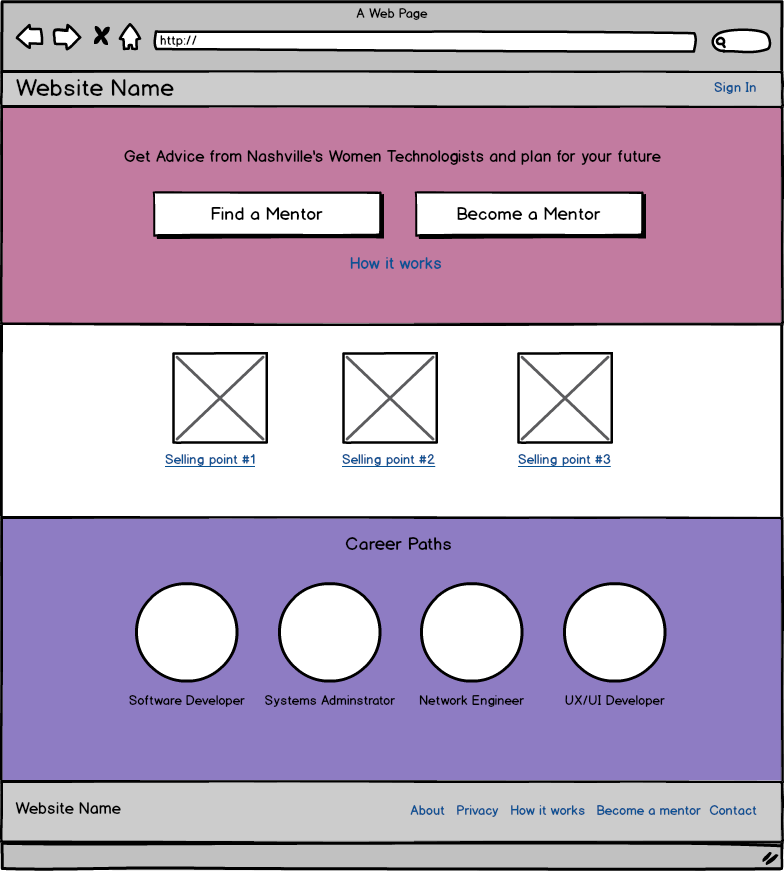 A Web Page
http://
Website Name
Sign In
Get Advice from Nashville's Women Technologists and plan for your future
Find a Mentor
Become a Mentor
How it works
Selling point #1
Selling point #2
Selling point #3
Career Paths
Software Developer
Systems Adminstrator
Network Engineer
UX/UI Developer
Website Name
About
Privacy
How it works
Become a mentor
Contact